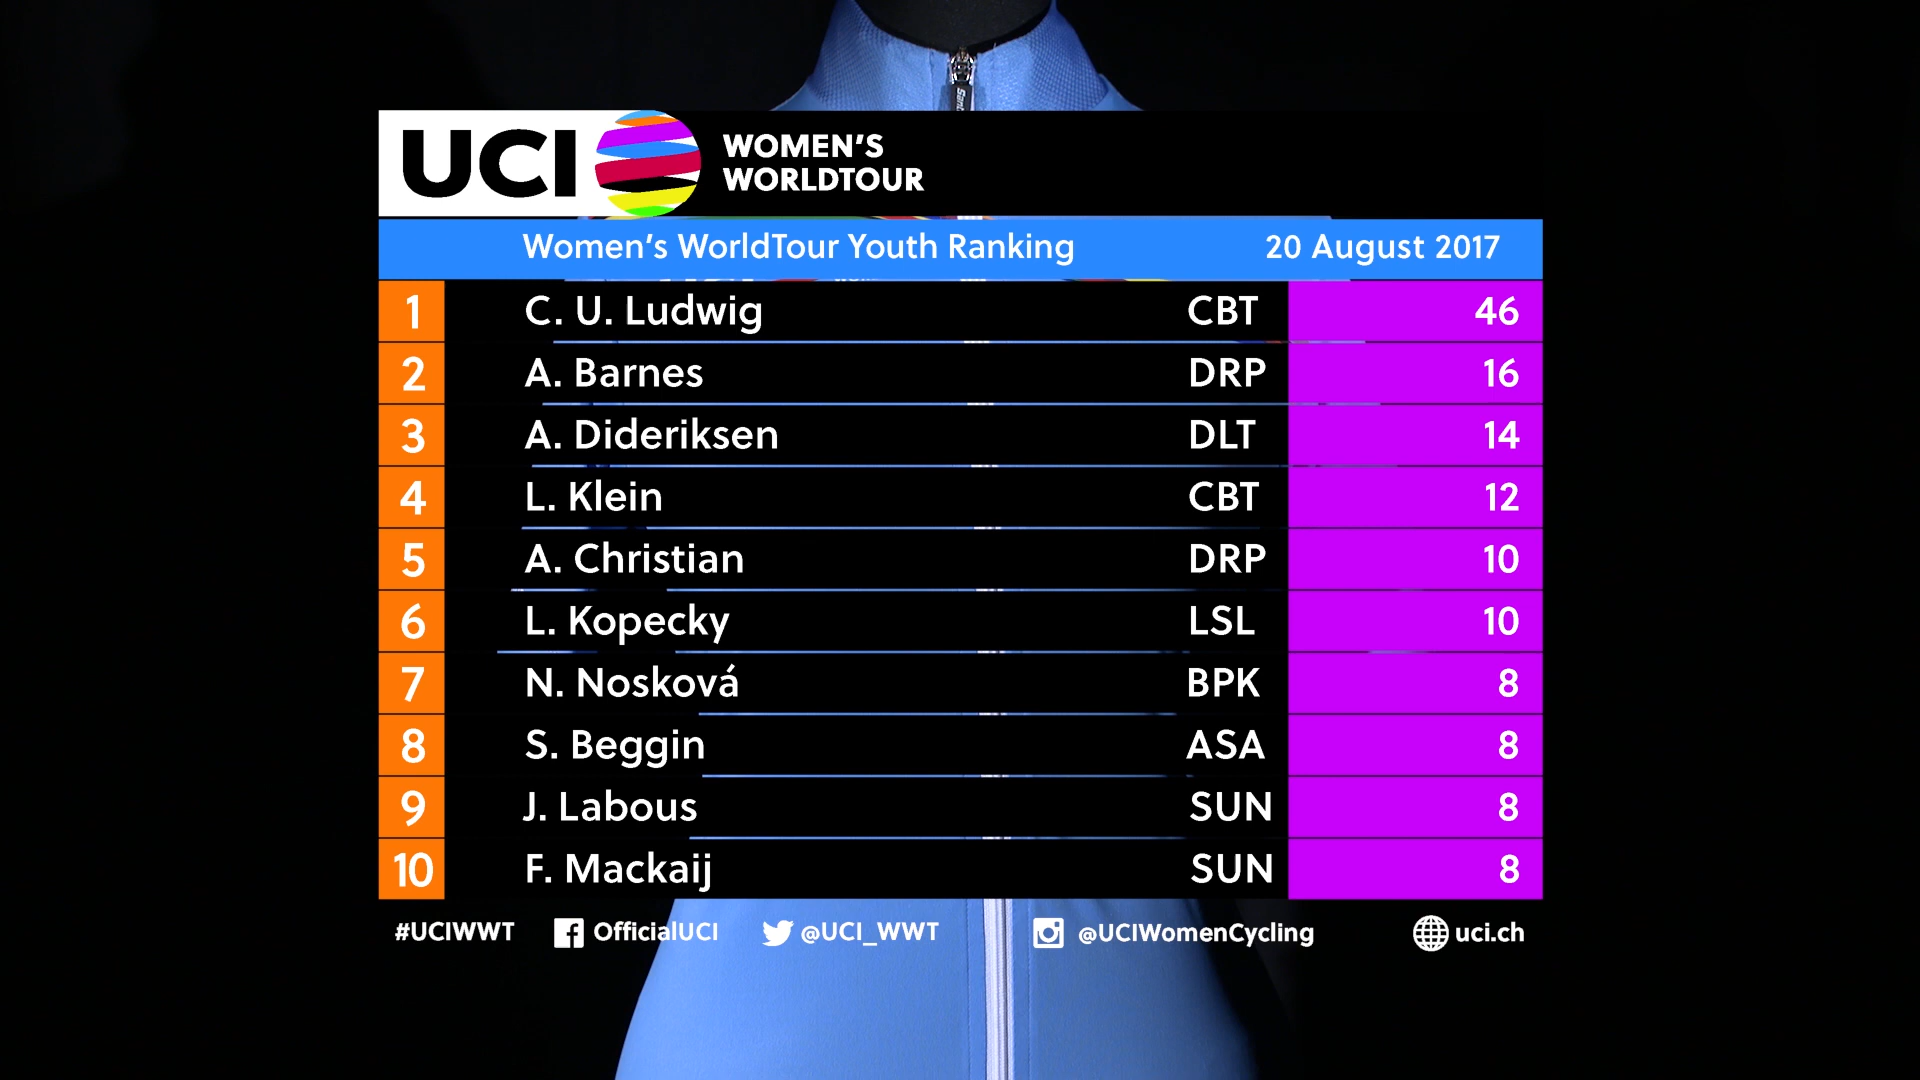 UCI WOMEN'S
WORLDTOUR
Women's WorldTour Youth Ranking 20 August 2017
1 C. U. Ludwig CBT 46
2 A. Barnes DRP 16
3 A. Dideriksen DLT 14
4 L. Klein CBT 12
5 A. Christian DRP 10
6 L. Kopecky LSL 10
7 N. Nosková BPK 8
8 S. Beggin ASA 8
9 J. Labous SUN 8
10 F. Mackaij SUN 8
#UCIWWT OfficialUCI @UCI_WWT @UCIWomenCycling uci.ch